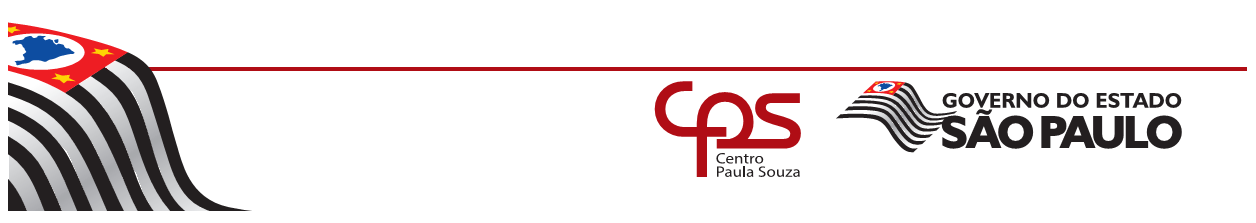 cps
Centro
Paula Souza
GOVERNO DO ESTADO
SÃO PAULO